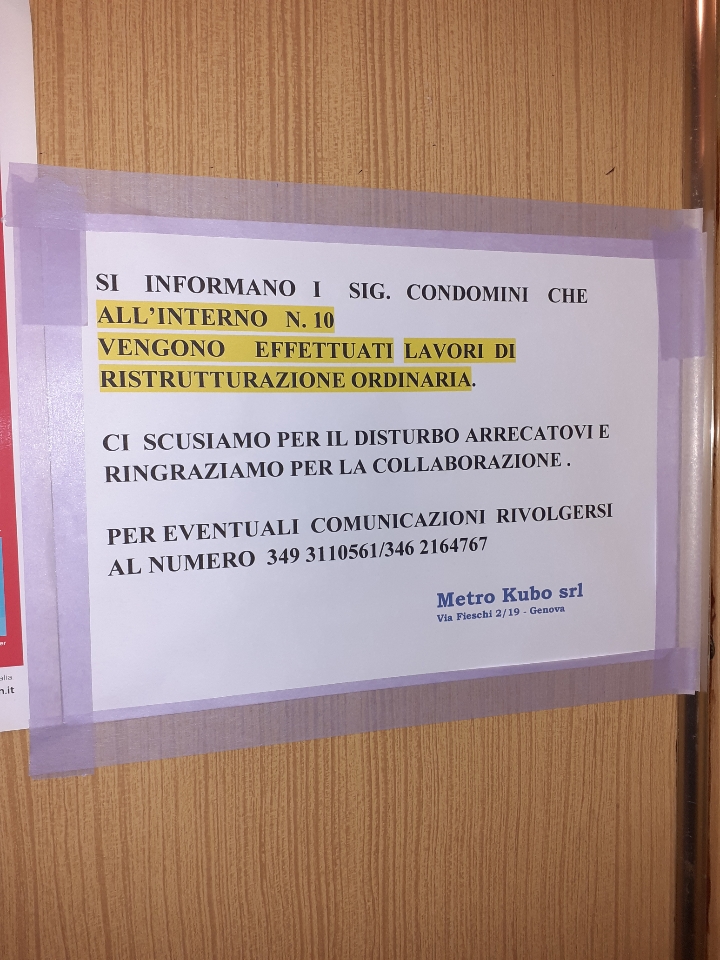 SI INFORMANO I SIG. CONDOMINI CHE
ALL'INTERNO N. 10
VENGONO EFFETTUATI LAVORI DI
RISTRUTTURAZIONE ORDINARIA.
CI SCUSIAMO PER IL DISTURBO ARRECATOVI E
RINGRAZIAMO PER LA COLLABORAZIONE .
PER EVENTUALI COMUNICAZIONI RIVOLGERSI
AL NUMERO 349 3110561/346 2164767
Metro Kubo srl
Via Fieschi 2/19 - Genova